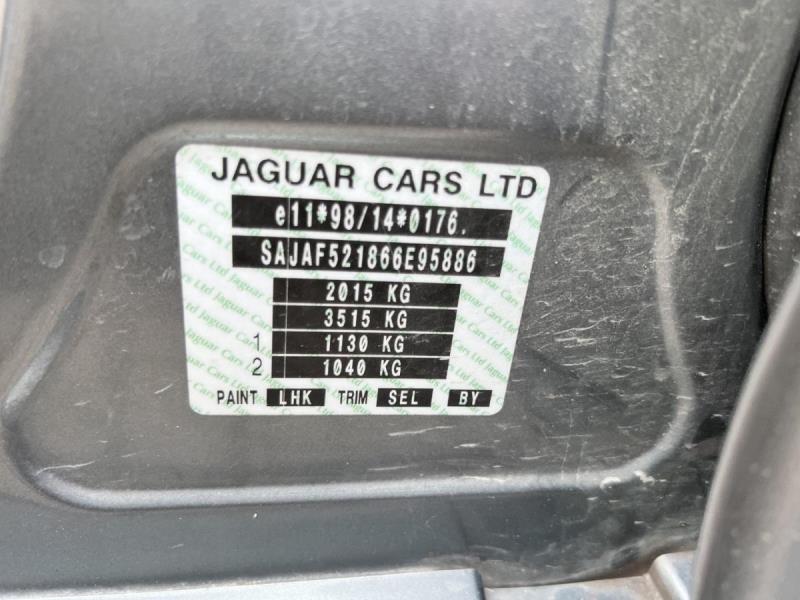 JAGUAR CARS LTD
e11*98/14*0176.
SAJAF521866E95886
2015 KG
3515 KG
1 1130 KG
2 1040 KG
PAINT LHK TRIM SEL BY